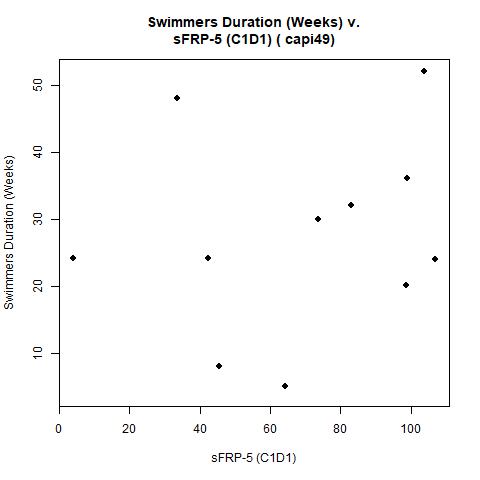 Swimmers Duration (Weeks) v.
sFRP-5 (C1D1) ( capi49)
Swimmers Duration (Weeks)
50
40
30
20
10
0 20 40 60 80 100
sFRP-5 (C1D1)